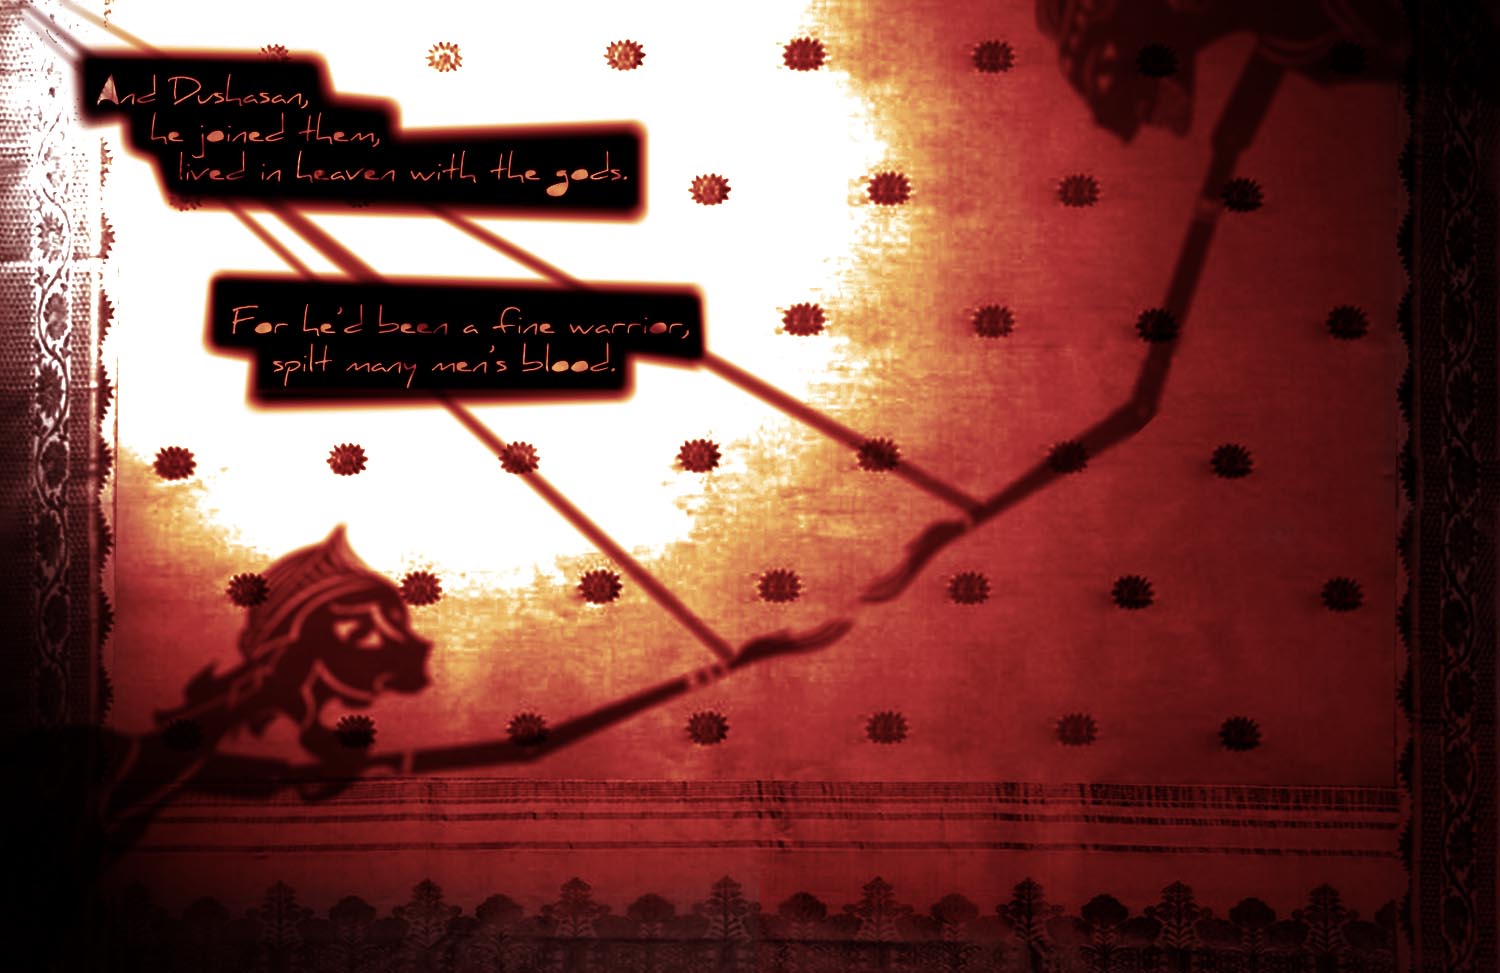 And Dushasan,
he joined them,
lived in heaven with the gods.
For he'd been a fine warrior,
spilt many men's blood.